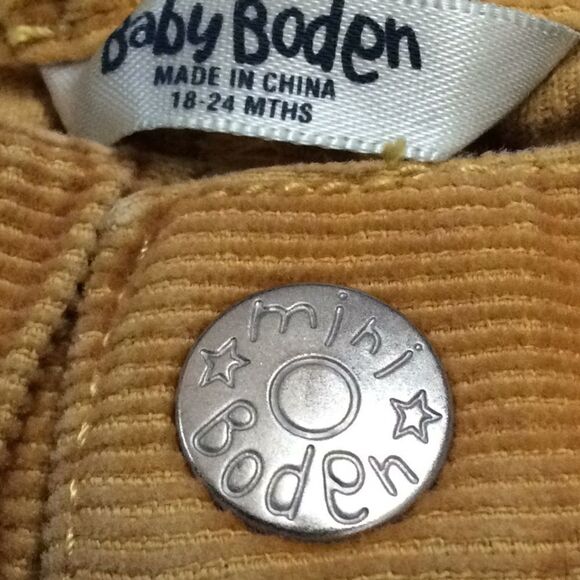 Baby Boden
MADE IN CHINA
18-24 MTHS
mini
Boden